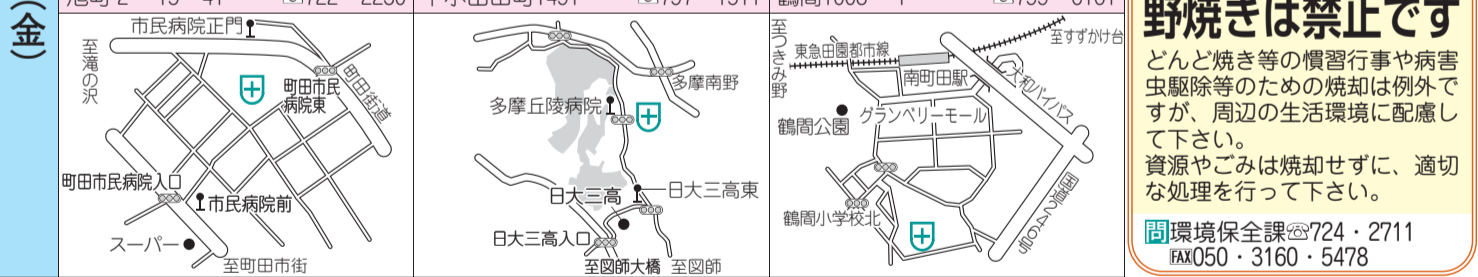 (金)
市民病院正門
至滝の沢
町田市民
病院東
町田街道
町田市民病院入口
市民病院前
スーパー
至町田市街
多摩南野
多摩丘陵病院
日大三高
日大三高東
日大三高入口
至図師大橋
至図師
至つきみ野
東急田園都市線
至すずかけ台
南町田駅
大和バイパス
鶴間公園
グランベリーモール
鶴間小学校北
国道246号
野焼きは禁止です
どんど焼き等の慣習行事や病害
虫駆除等のための焼却は例外で
すが、周辺の生活環境に配慮し
て下さい。
資源やごみは焼却せずに、適切
な処理を行って下さい。
問環境保全課☏724・2711
FAX050・3160・5478